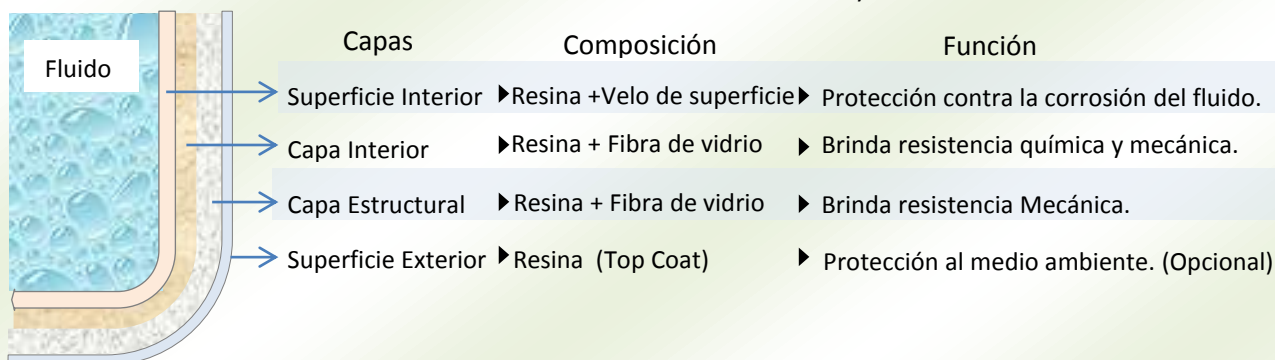 Capas Composición Función
Fluido
Superficie Interior Resina +Velo de superficie Protección contra la corrosión del fluido.
Capa Interior Resina + Fibra de vidrio Brinda resistencia química y mecánica.
Capa Estructural Resina + Fibra de vidrio Brinda resistencia Mecánica.
Superficie Exterior Resina (Top Coat) Protección al medio ambiente. (Opcional)